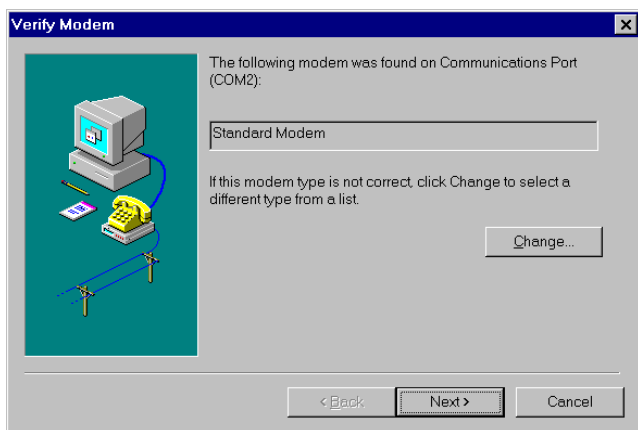 Verify Modem
The following modem was found on Communications Port
(COM2):
Standard Modem
If this modem type is not correct, click Change to select a
different type from a list.
Change...
< Back
Next >
Cancel